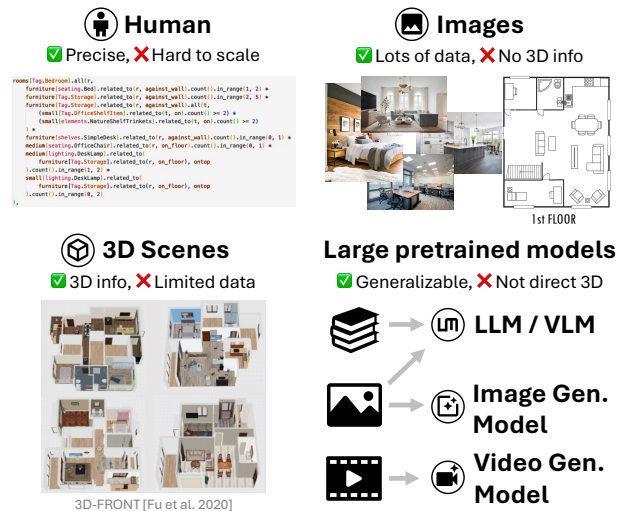 Human
✅ Precise, ❌ Hard to scale
rooms[Tag.Bedroom].all(r,
furniture(seating.Bed).related_to(r, against_wall).count().in_range(1, 2) *
furniture(Tag.Storage).related_to(r, against_wall).count().in_range(2, 5) *
furniture(Tag.Storage).related_to(r, against_wall).all(t,
(small(Tag.OfficeShelfItem).related_to(t, on).count() >= 2) *
(small(elements.NatureShelfTrinkets).related_to(t, on).count() >= 2)
) *
furniture(shelves.SimpleDesk).related_to(r, against_wall).count().in_range(0, 1) *
medium(seating.OfficeChair).related_to(r, on_floor).count().in_range(0, 1) *
medium(lighting.DeskLamp).related_to(
furniture[Tag.Storage].related_to(r, on_floor), ontop
).count().in_range(1, 2) *
small(lighting.DeskLamp).related_to(
furniture[Tag.Storage].related_to(r, on_floor), ontop
).count().in_range(0, 2)
),
Images
✅ Lots of data, ❌ No 3D info
1st FLOOR
3D Scenes
✅ 3D info, ❌ Limited data
3D-FRONT [Fu et al. 2020]
Large pretrained models
✅ Generalizable, ❌ Not direct 3D
LLM / VLM
Image Gen.
Model
Video Gen.
Model